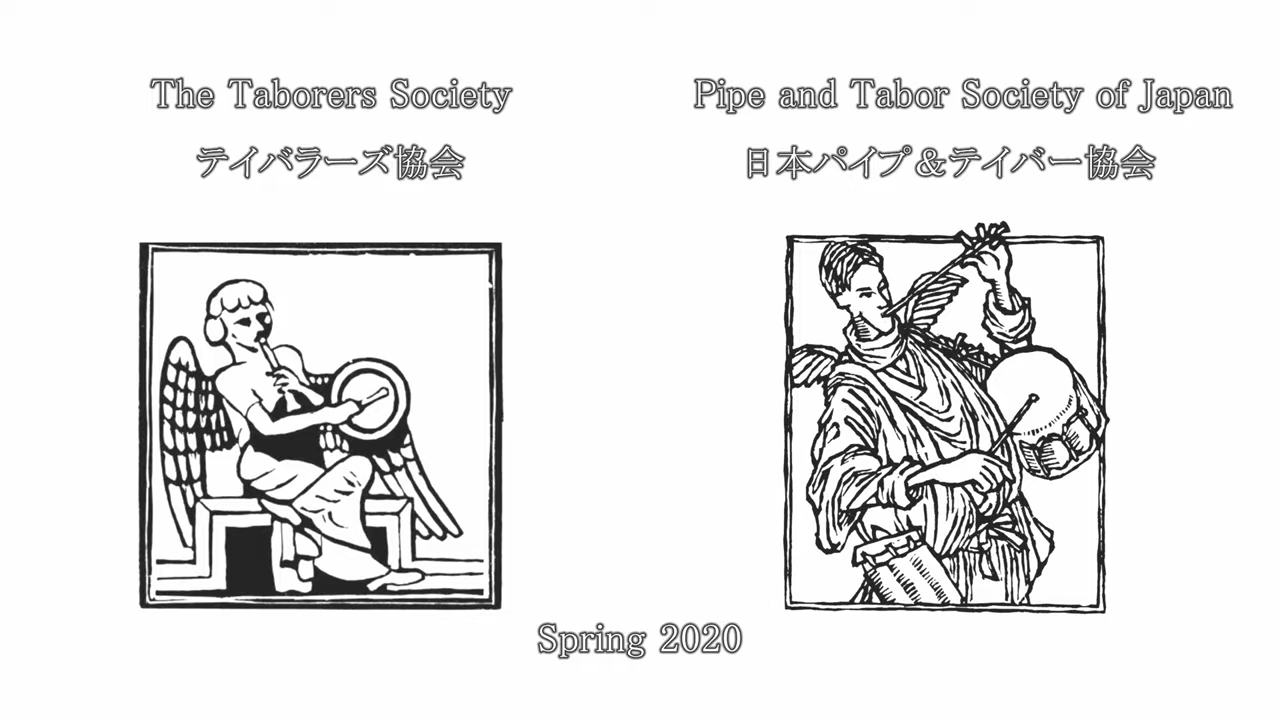 The Taborers Society
テイバラーズ協会
Pipe and Tabor Society of Japan
日本パイプ&テイバー協会
Spring 2020